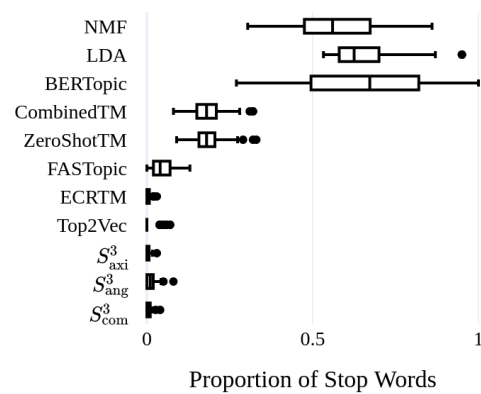 NMF
LDA
BERTopic
CombinedTM
ZeroShotTM
FASTopic
ECRTM
Top2Vec
S³axi
S³ang
S³com
0 0.5 1
Proportion of Stop Words